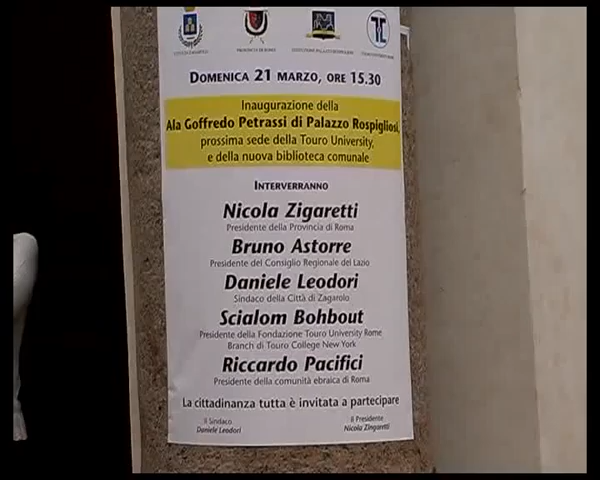 PROVINCIA DI ROMA
DOMENICA 21 MARZO, ORE 15.30
Inaugurazione della
Ala Goffredo Petrassi di Palazzo Rospigliosi,
prossima sede della Touro University,
e della nuova biblioteca comunale
INTERVERRANNO
Nicola Zigaretti
Presidente della Provincia di Roma
Bruno Astorre
Presidente del Consiglio Regionale del Lazio
Daniele Leodori
Sindaco della Città di Zagarolo
Scialom Bohbout
Presidente della Fondazione Touro University Rome
Branch di Touro College New York
Riccardo Pacifici
Presidente della comunità ebraica di Roma
La cittadinanza tutta è invitata a partecipare
Il Sindaco
Daniele Leodori
Il Presidente
Nicola Zingaretti